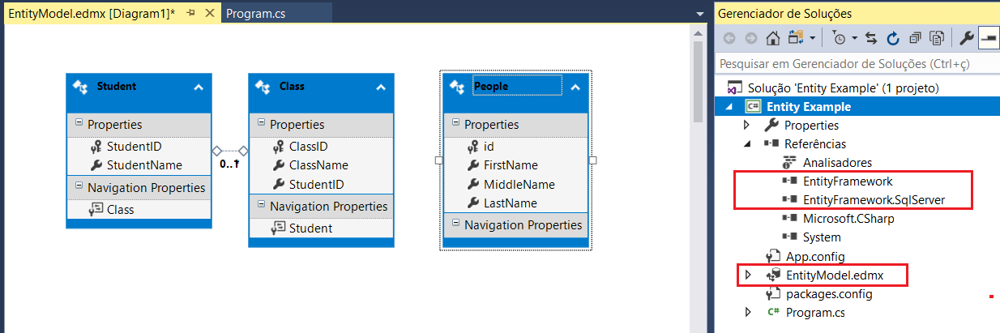 EntityModel.edmx [Diagram1]*
Program.cs
Student
Properties
StudentID
StudentName
Navigation Properties
Class
0..1
Class
Properties
ClassID
ClassName
StudentID
Navigation Properties
Student
People
Properties
id
FirstName
MiddleName
LastName
Navigation Properties
Gerenciador de Soluções
Pesquisar em Gerenciador de Soluções (Ctrl+ç)
Solução 'Entity Example' (1 projeto)
C# Entity Example
Properties
Referências
Analisadores
EntityFramework
EntityFramework.SqlServer
Microsoft.CSharp
System
App.config
EntityModel.edmx
packages.config
C# Program.cs